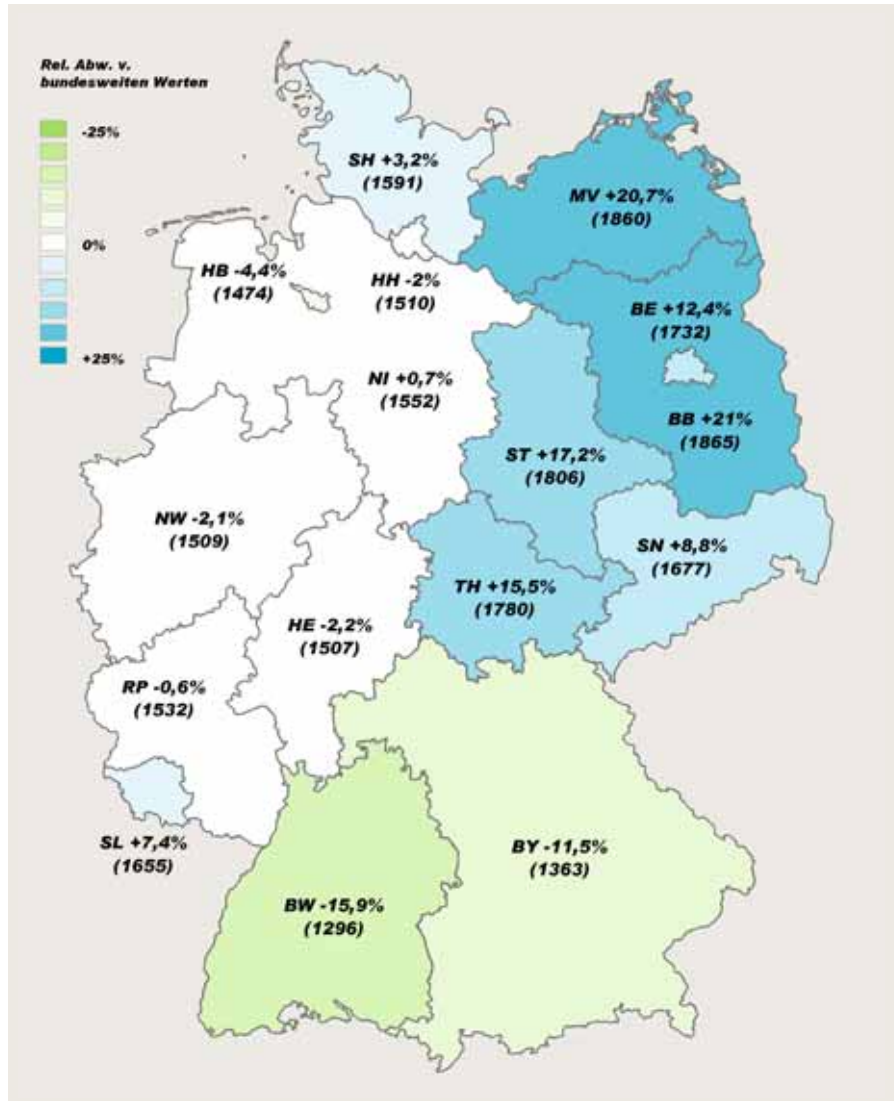 Rel. Abw. v.
bundesweiten Werten
-25%
0%
+25%
SH +3,2%
(1591)
MV +20,7%
(1860)
HB -4,4%
(1474)
HH -2%
(1510)
BE +12,4%
(1732)
NI +0,7%
(1552)
BB +21%
(1865)
ST +17,2%
(1806)
NW -2,1%
(1509)
SN +8,8%
(1677)
TH +15,5%
(1780)
HE -2,2%
(1507)
RP -0,6%
(1532)
SL +7,4%
(1655)
BY -11,5%
(1363)
BW -15,9%
(1296)